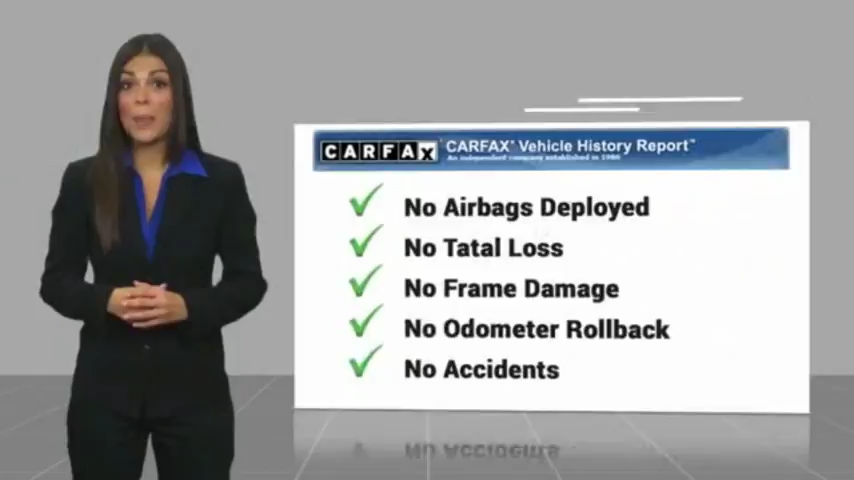 CARFAX CARFAX® Vehicle History Report™
An independent company established in 1986
No Airbags Deployed
No Tatal Loss
No Frame Damage
No Odometer Rollback
No Accidents